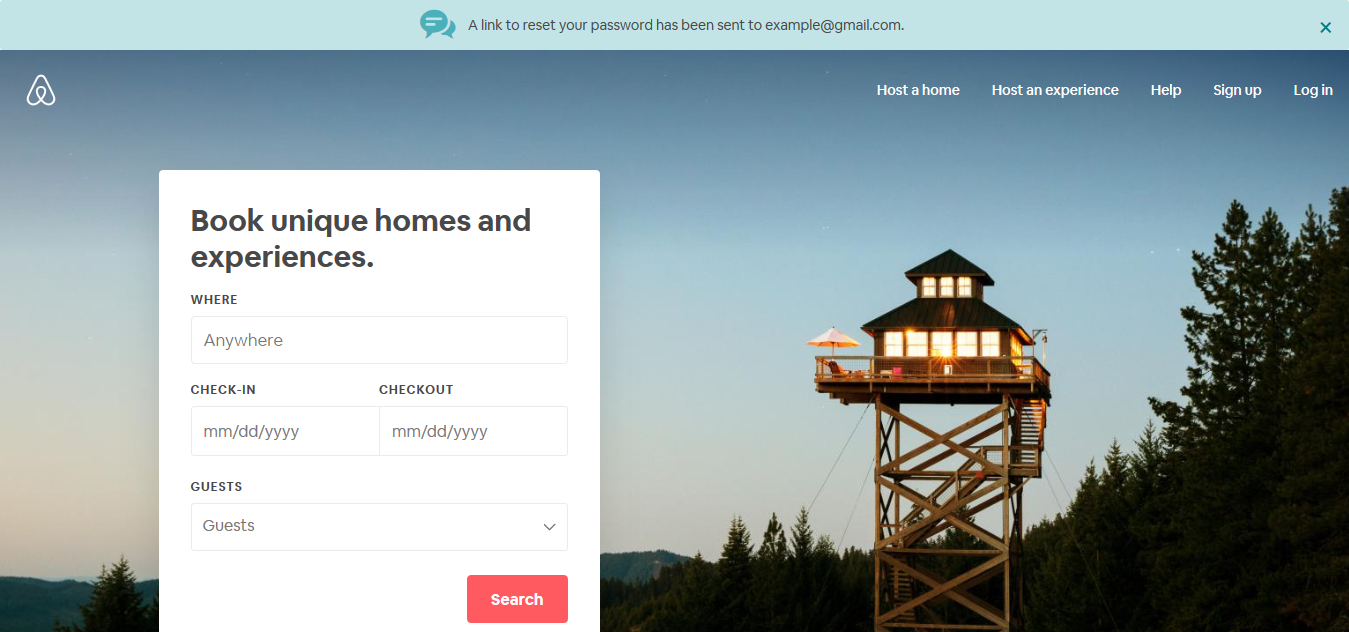 A link to reset your password has been sent to example@gmail.com.
Host a home Host an experience Help Sign up Log in
Book unique homes and
experiences.
WHERE
Anywhere
CHECK-IN CHECKOUT
mm/dd/yyyy mm/dd/yyyy
GUESTS
Guests
Search